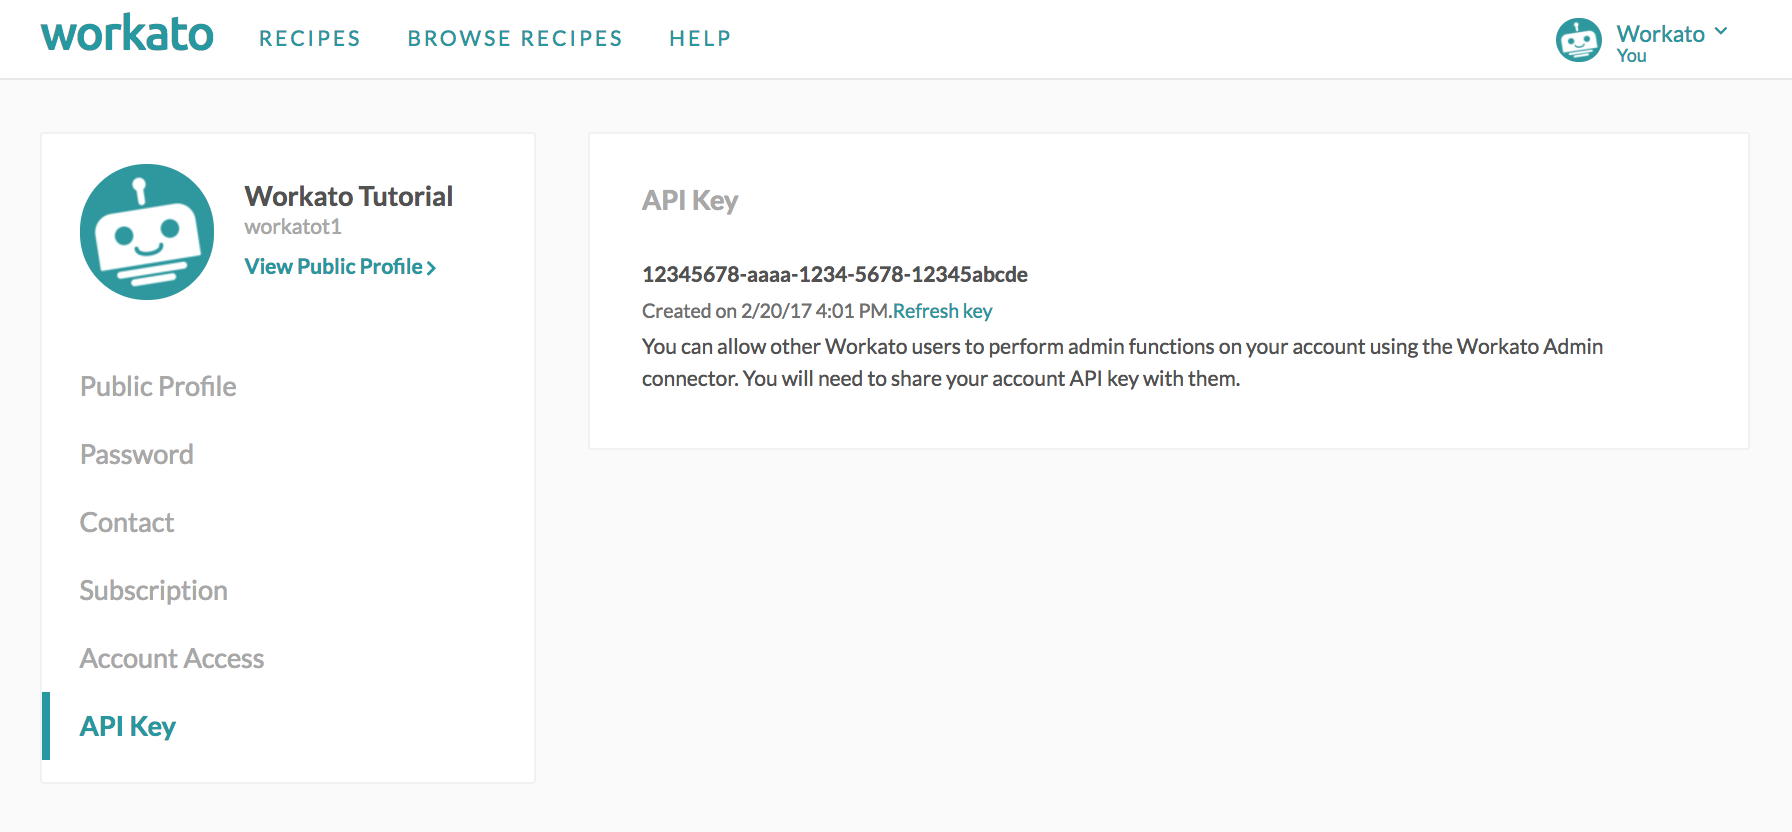 workato
RECIPES
BROWSE RECIPES
HELP
Workato
You
Workato Tutorial
workatot1
View Public Profile
Public Profile
Password
Contact
Subscription
Account Access
API Key
API Key
12345678-aaaa-1234-5678-12345abcde
Created on 2/20/17 4:01 PM.Refresh key
You can allow other Workato users to perform admin functions on your account using the Workato Admin
connector. You will need to share your account API key with them.